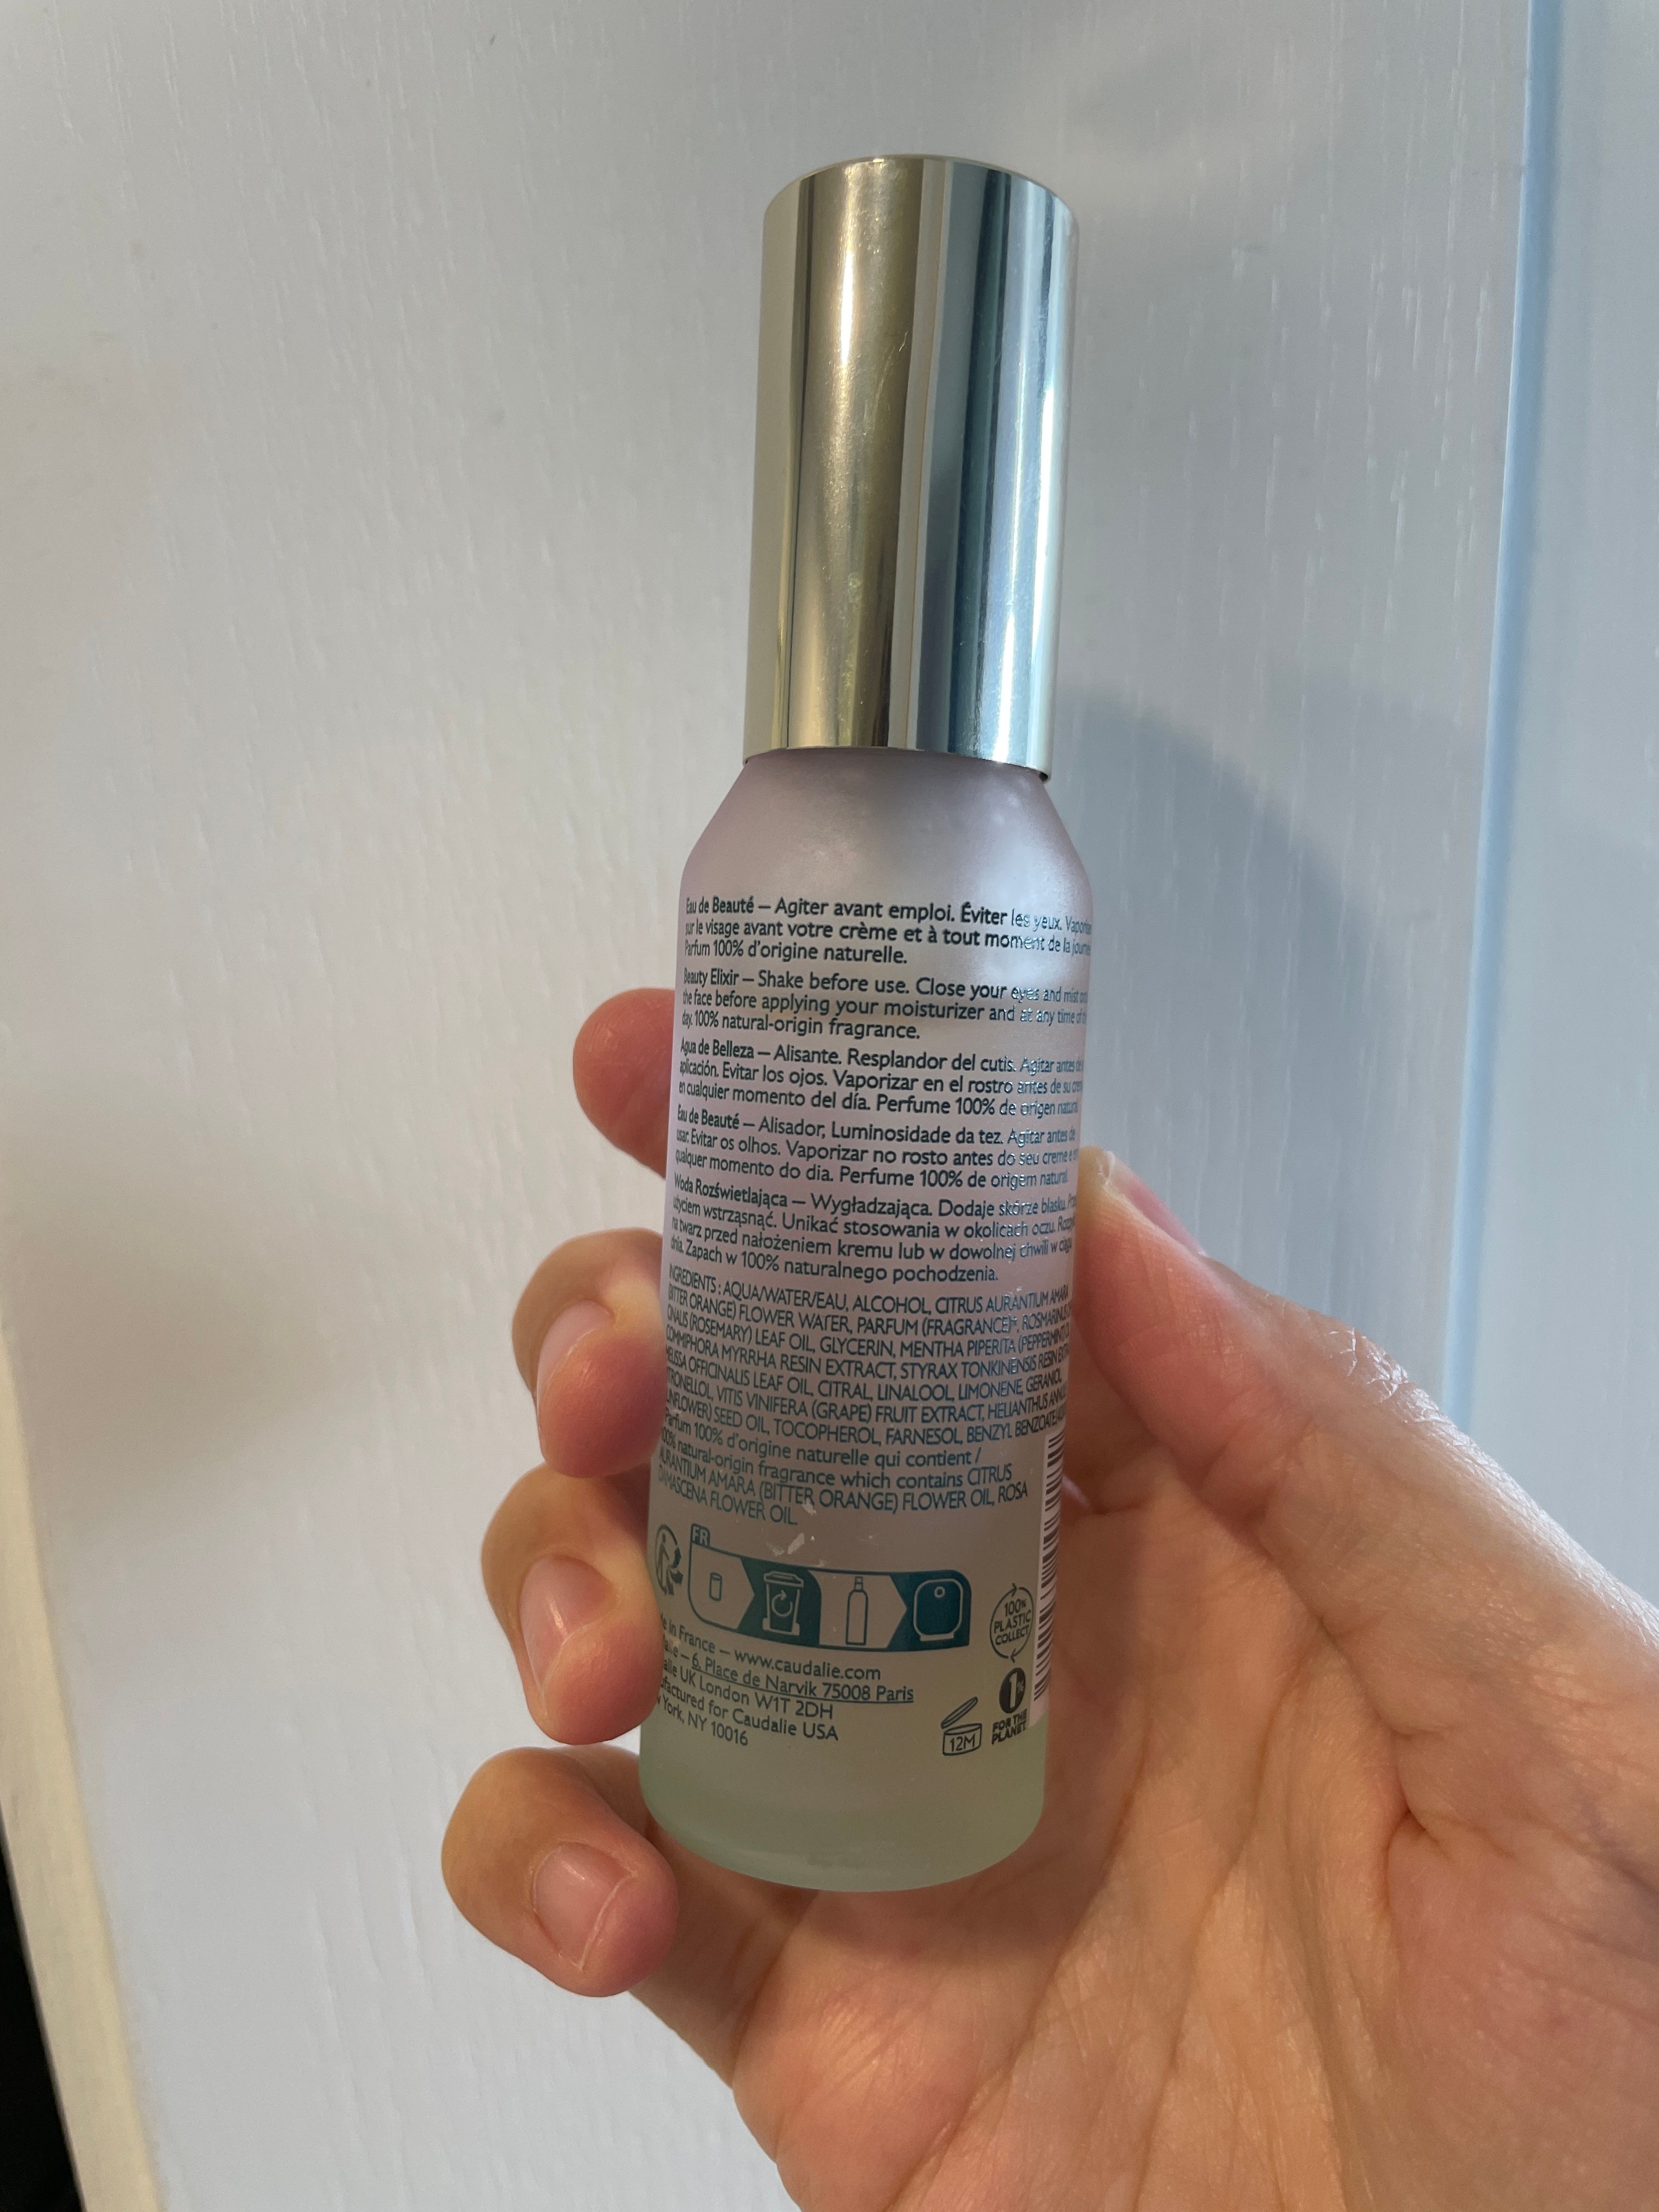 Eau de Beauté – Agiter avant emploi. Éviter les yeux.
sur le visage avant votre crème et à tout moment de la
Parfum 100% d'origine naturelle.
Beauty Elixir – Shake before use. Close your eyes and mist
the face before applying your moisturizer and at any time of
day. 100% natural-origin fragrance.
Agua de Belleza – Alisante. Resplandor del cutis. Agitar antes de
aplicación. Evitar los ojos. Vaporizar en el rostro antes de su
en cualquier momento del día. Perfume 100% de origen natural.
Eau de Beauté – Alisador, Luminosidade da tez. Agitar antes de
usar. Evitar os olhos. Vaporizar no rosto antes do seu creme e
qualquer momento do dia. Perfume 100% de origem natural.
Woda Rozświetlająca – Wygładzająca. Dodaje skórze blasku.
użyciem wstrząsnąć. Unikać stosowania w okolicach oczu.
na twarz przed nałożeniem kremu lub w dowolnej chwili w
dnia. Zapach w 100% naturalnego pochodzenia.
INGREDIENTS : AQUA/WATER/EAU, ALCOHOL, CITRUS AURANTIUM AMARA
(BITTER ORANGE) FLOWER WATER, PARFUM (FRAGRANCE)*,
(ROSEMARY) LEAF OIL, GLYCERIN, MENTHA PIPERITA (PEPPERMINT)
COMMIPHORA MYRRHA RESIN EXTRACT, STYRAX TONKINENSIS RESIN
MELISSA OFFICINALIS LEAF OIL, CITRAL, LINALOOL, LIMONENE, GERANIOL,
VITIS VINIFERA (GRAPE) FRUIT EXTRACT, HELIANTHUS
SEED OIL, TOCOPHEROL, FARNESOL, BENZYL BENZOATE
Parfum 100% d'origine naturelle qui contient /
100% natural-origin fragrance which contains CITRUS
AURANTIUM AMARA (BITTER ORANGE) FLOWER OIL, ROSA
DAMASCENA FLOWER OIL.
FR
100%
PLASTIC
COLLECT
in France – www.caudalie.com
– 6, Place de Narvik 75008 Paris
UK London W1T 2DH
for Caudalie USA
York, NY 10016
12M
1%
FOR THE
PLANET